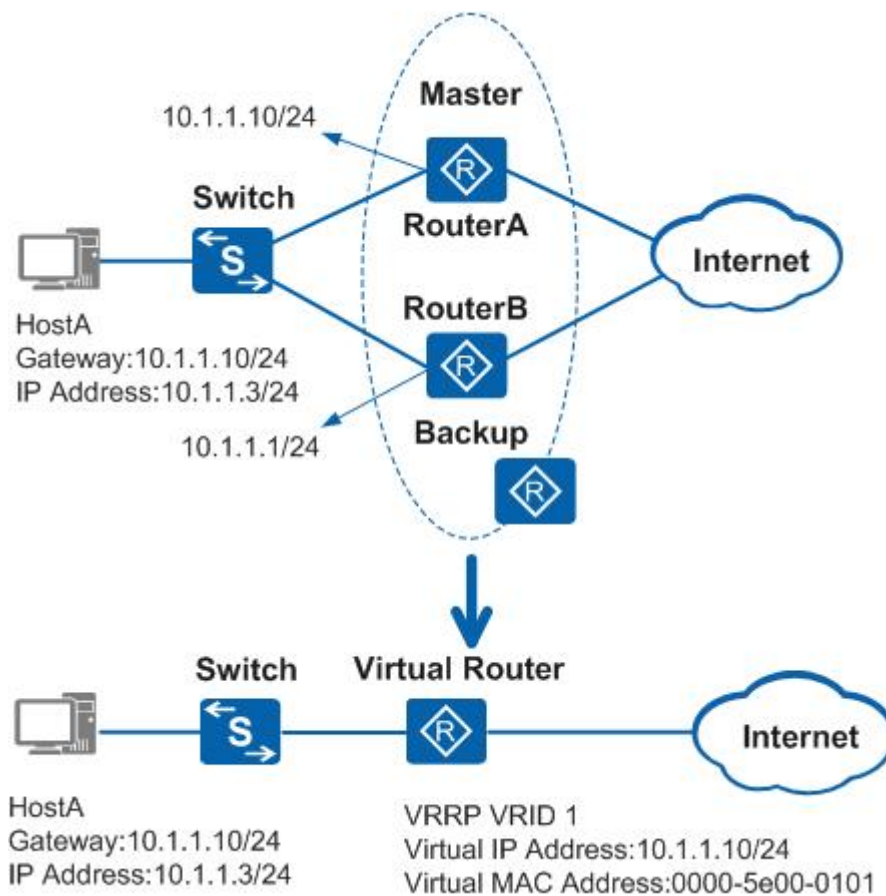 Master
10.1.1.10/24
R
Switch
RouterA
S
Internet
RouterB
HostA
Gateway:10.1.1.10/24
IP Address:10.1.1.3/24
R
10.1.1.1/24
Backup
R
Switch
Virtual Router
S
R
Internet
HostA
Gateway:10.1.1.10/24
IP Address:10.1.1.3/24
VRRP VRID 1
Virtual IP Address:10.1.1.10/24
Virtual MAC Address:0000-5e00-0101